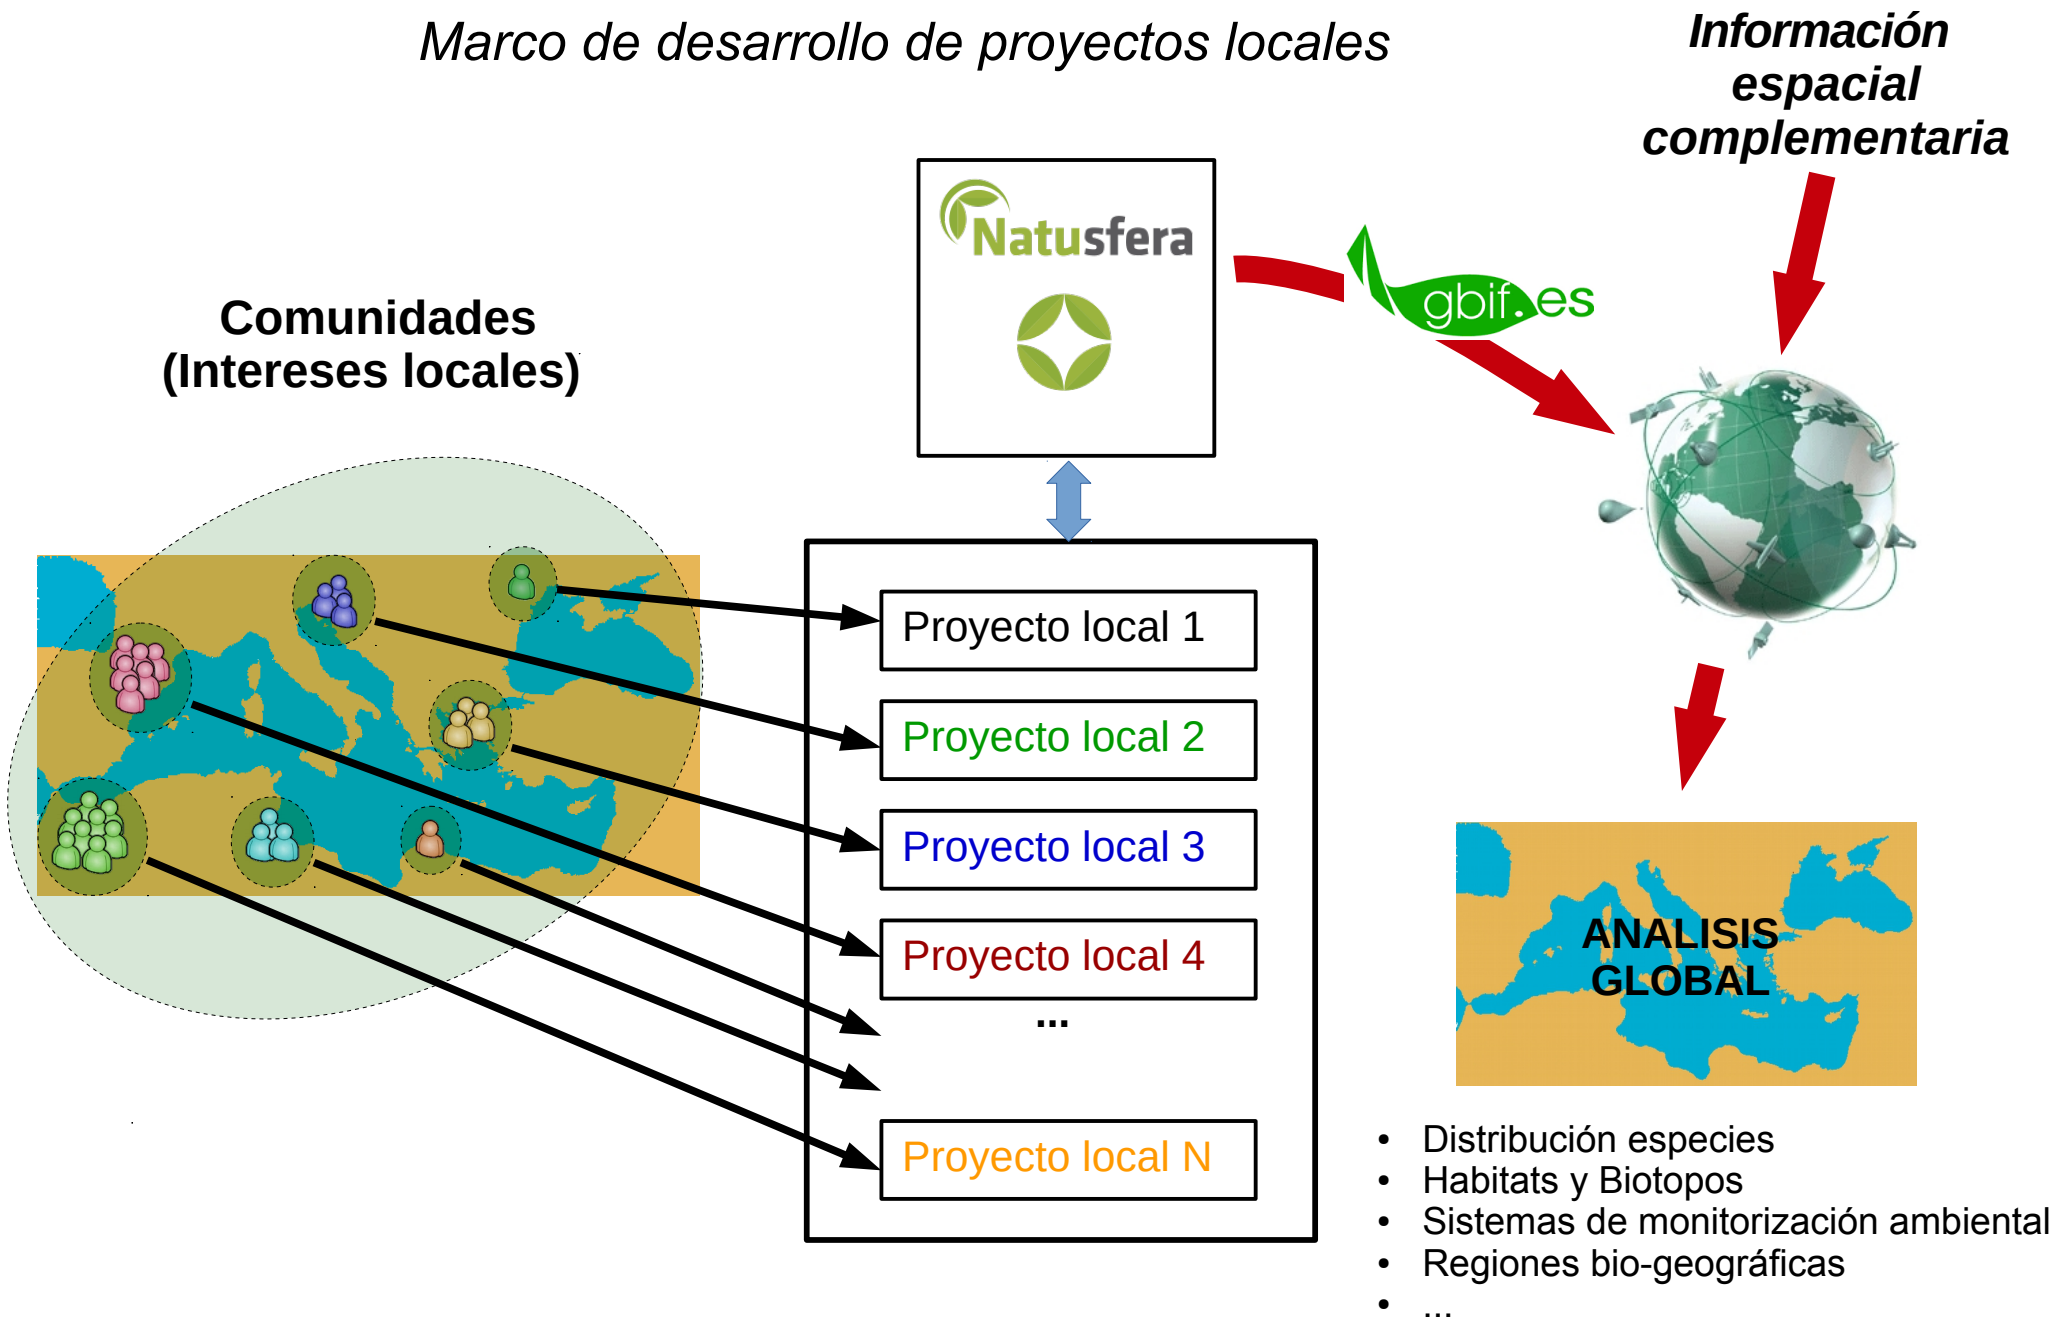 Marco de desarrollo de proyectos locales
Información
espacial
complementaria
Natusfera
gbif.es
Comunidades
(Intereses locales)
Proyecto local 1
Proyecto local 2
Proyecto local 3
Proyecto local 4
...
Proyecto local N
ANALISIS
GLOBAL
• Distribución especies
• Habitats y Biotopos
• Sistemas de monitorización ambiental
• Regiones bio-geográficas
• ...